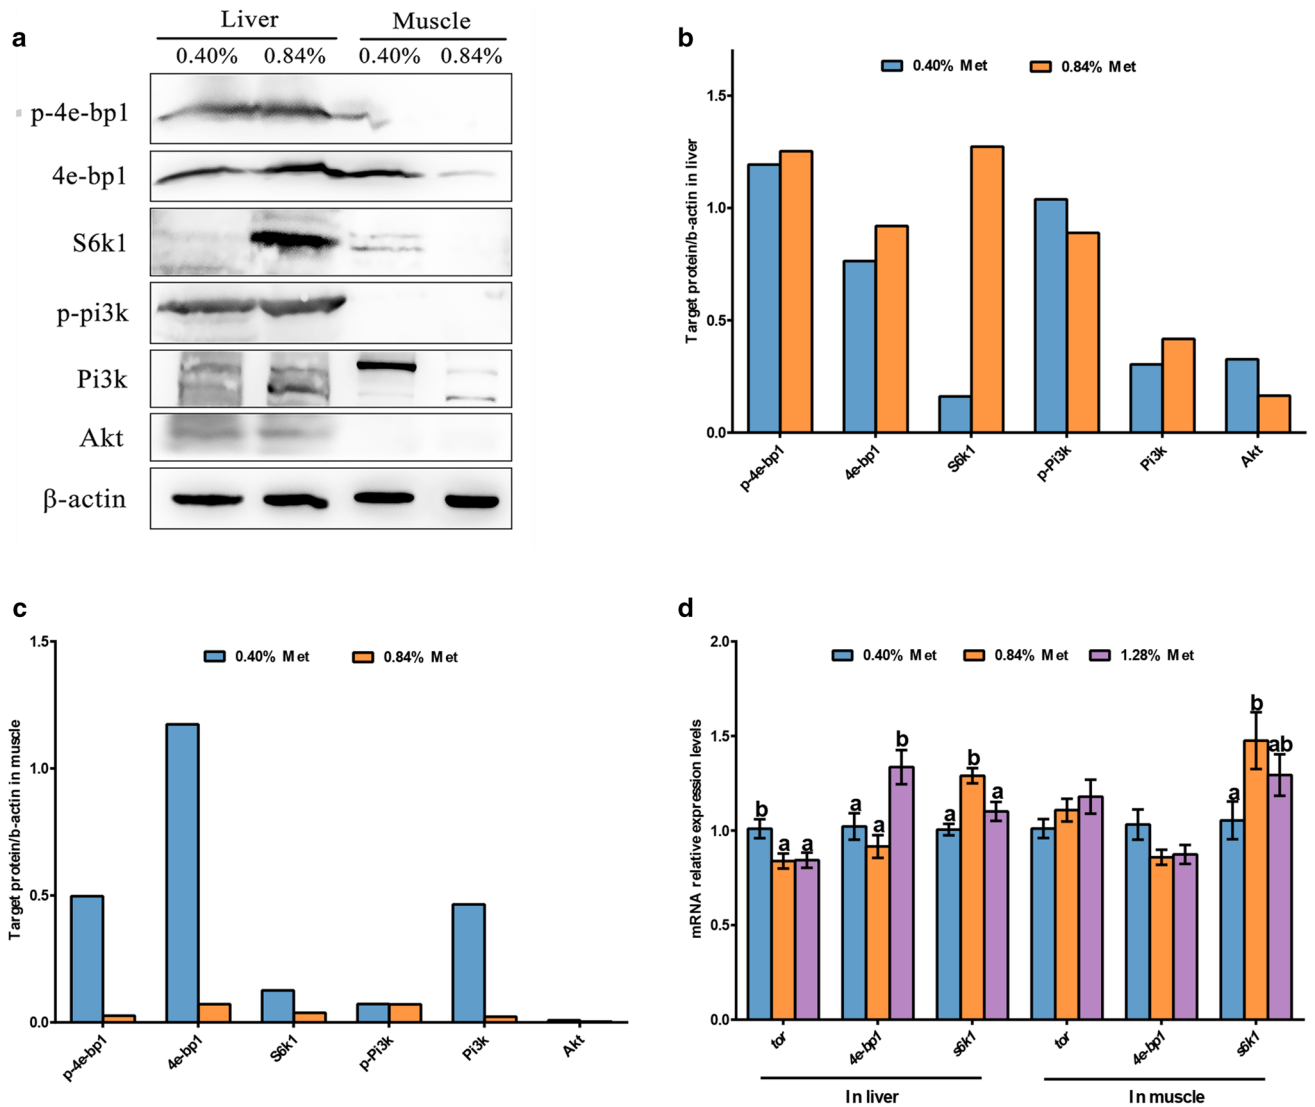 a
Liver
Muscle
0.40% 0.84% 0.40% 0.84%
p-4e-bp1
4e-bp1
S6k1
p-pi3k
Pi3k
Akt
β-actin
b
0.40% Met 0.84% Met
Target protein/b-actin in liver
1.5
1.0
0.5
0.0
p-4e-bp1 4e-bp1 S6k1 p-Pi3k Pi3k Akt
c
0.40% Met 0.84% Met
Target protein/b-actin in muscle
1.5
1.0
0.5
0.0
p-4e-bp1 4e-bp1 S6k1 p-Pi3k Pi3k Akt
d
0.40% Met 0.84% Met 1.28% Met
mRNA relative expression levels
2.0
1.5
1.0
0.5
0.0
b a a a a b a b a a b ab
tor 4e-bp1 s6k1 tor 4e-bp1 s6k1
In liver In muscle